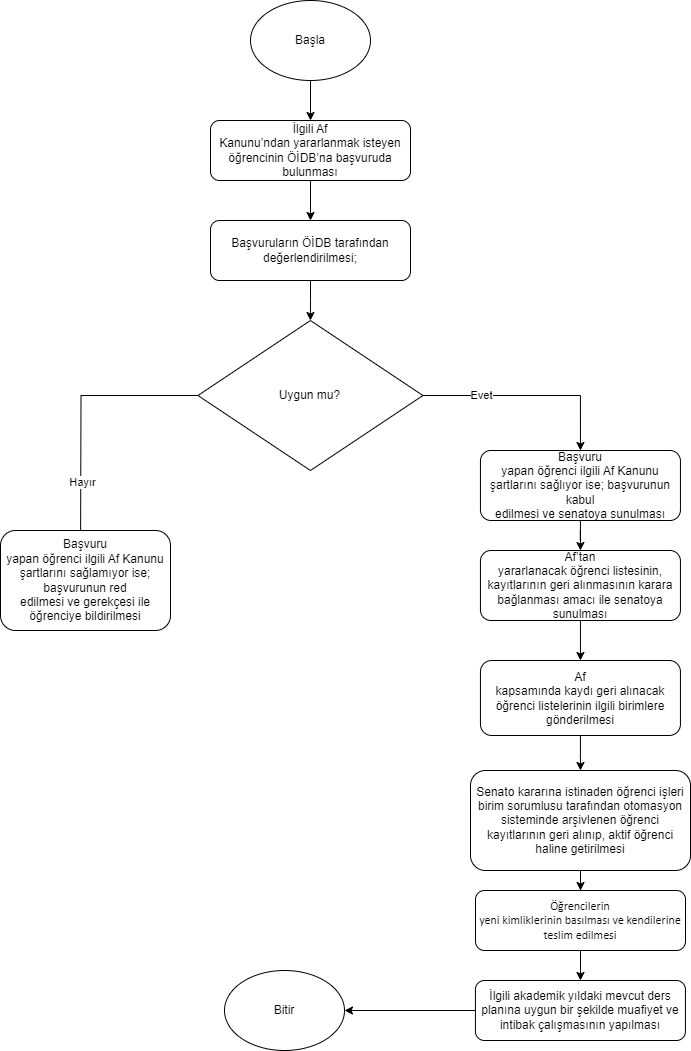 Başla
İlgili Af
Kanunu’ndan yararlanmak isteyen
öğrencinin ÖİDB’na başvuruda
bulunması
Başvuruların ÖİDB tarafından
değerlendirilmesi;
Uygun mu?
Evet
Hayır
Başvuru
yapan öğrenci ilgili Af Kanunu
şartlarını sağlıyor ise; başvurunun
kabul
edilmesi ve senatoya sunulması
Başvuru
yapan öğrenci ilgili Af Kanunu
şartlarını sağlamıyor ise;
başvurunun red
edilmesi ve gerekçesi ile
öğrenciye bildirilmesi
Af’tan
yararlanacak öğrenci listesinin,
kayıtlarının geri alınmasının karara
bağlanması amacı ile senatoya
sunulması
Af
kapsamında kaydı geri alınacak
öğrenci listelerinin ilgili birimlere
gönderilmesi
Senato kararına istinaden öğrenci işleri
birim sorumlusu tarafından otomasyon
sisteminde arşivlenen öğrenci
kayıtlarının geri alınıp, aktif öğrenci
haline getirilmesi
Öğrencilerin
yeni kimliklerinin basılması ve kendilerine
teslim edilmesi
İlgili akademik yıldaki mevcut ders
planına uygun bir şekilde muafiyet ve
intibak çalışmasının yapılması
Bitir